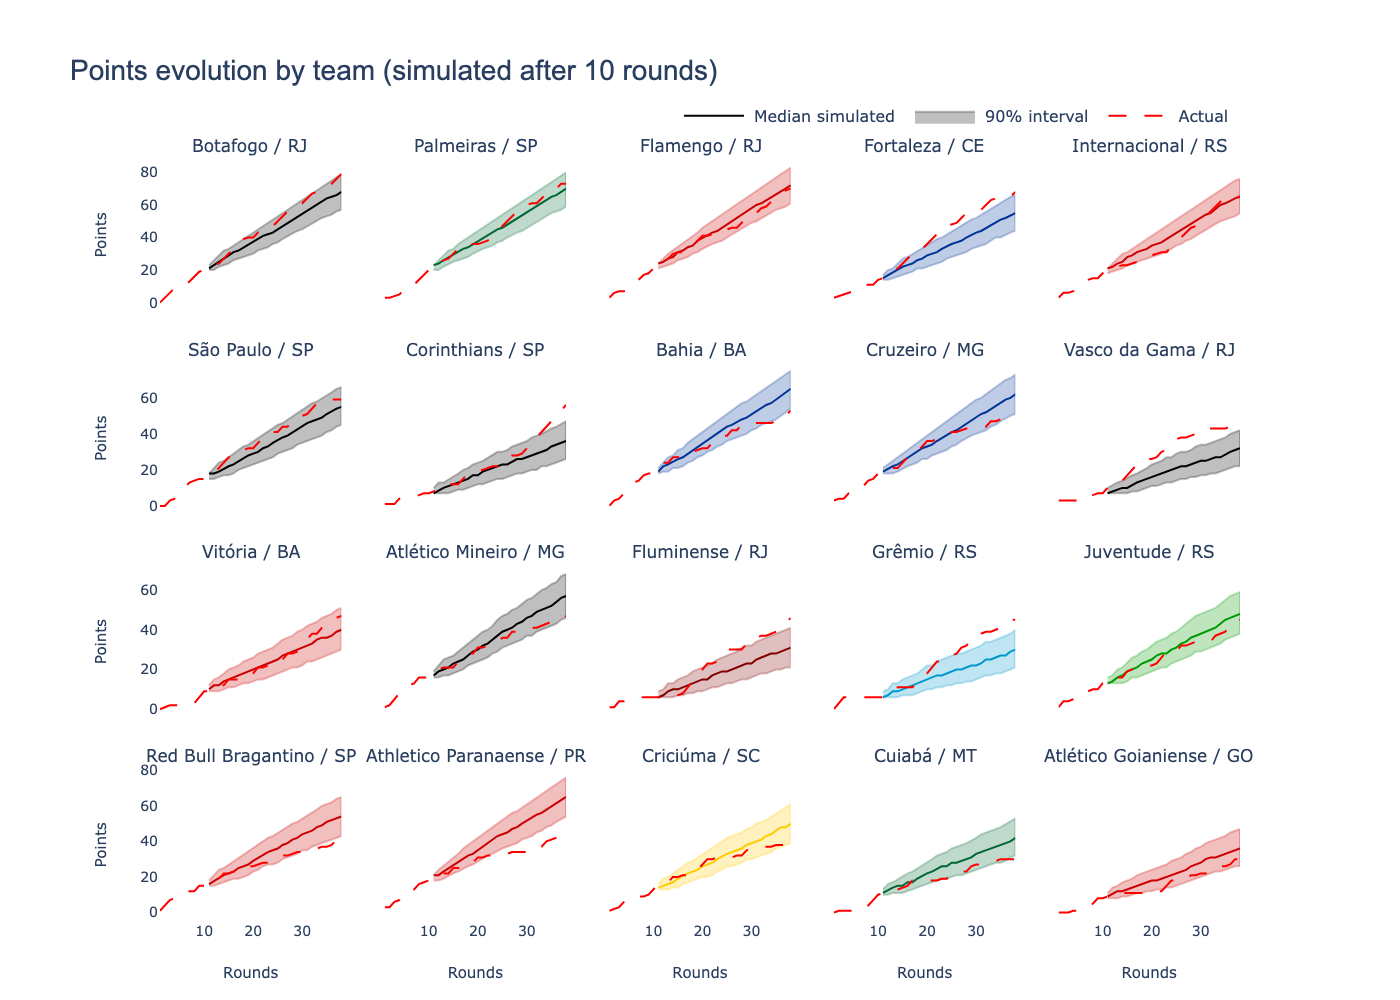 Points evolution by team (simulated after 10 rounds)
Median simulated 90% interval Actual
Botafogo / RJ Palmeiras / SP Flamengo / RJ Fortaleza / CE Internacional / RS
80
60
40
20
0
Points
São Paulo / SP Corinthians / SP Bahia / BA Cruzeiro / MG Vasco da Gama / RJ
60
40
20
0
Points
Vitória / BA Atlético Mineiro / MG Fluminense / RJ Grêmio / RS Juventude / RS
60
40
20
0
Points
Red Bull Bragantino / SP Athletico Paranaense / PR Criciúma / SC Cuiabá / MT Atlético Goianiense / GO
80
60
40
20
0
Points
10 20 30 10 20 30 10 20 30 10 20 30 10 20 30
Rounds Rounds Rounds Rounds Rounds